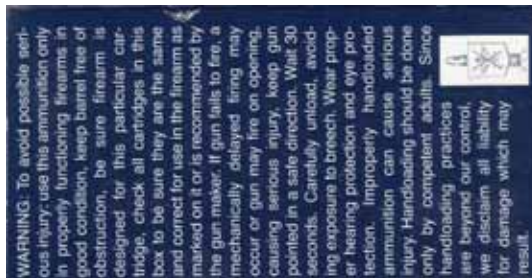 WARNING: To avoid possible seri-
ous injury: use this ammunition only
in properly functioning firearms in
good condition, keep barrel free of
obstruction, be sure firearm is
designed for this particular car-
tridge, check all cartridges in this
box to be sure they are the same
and correct for use in the firearm as
marked on it or is recommended by
the gun maker. If gun fails to fire, a
mechanically delayed firing may
occur or gun may fire on opening,
causing serious injury, keep gun
pointed in a safe direction. Wait 30
seconds. Carefully unload, avoid-
ing exposure to breech. Wear prop-
er hearing protection and eye pro-
tection. Improperly handloaded
ammunition can cause serious
injury. Handloading should be done
only by competent adults. Since
handloading practices
are beyond our control,
we disclaim all liability
for damage which may
result.